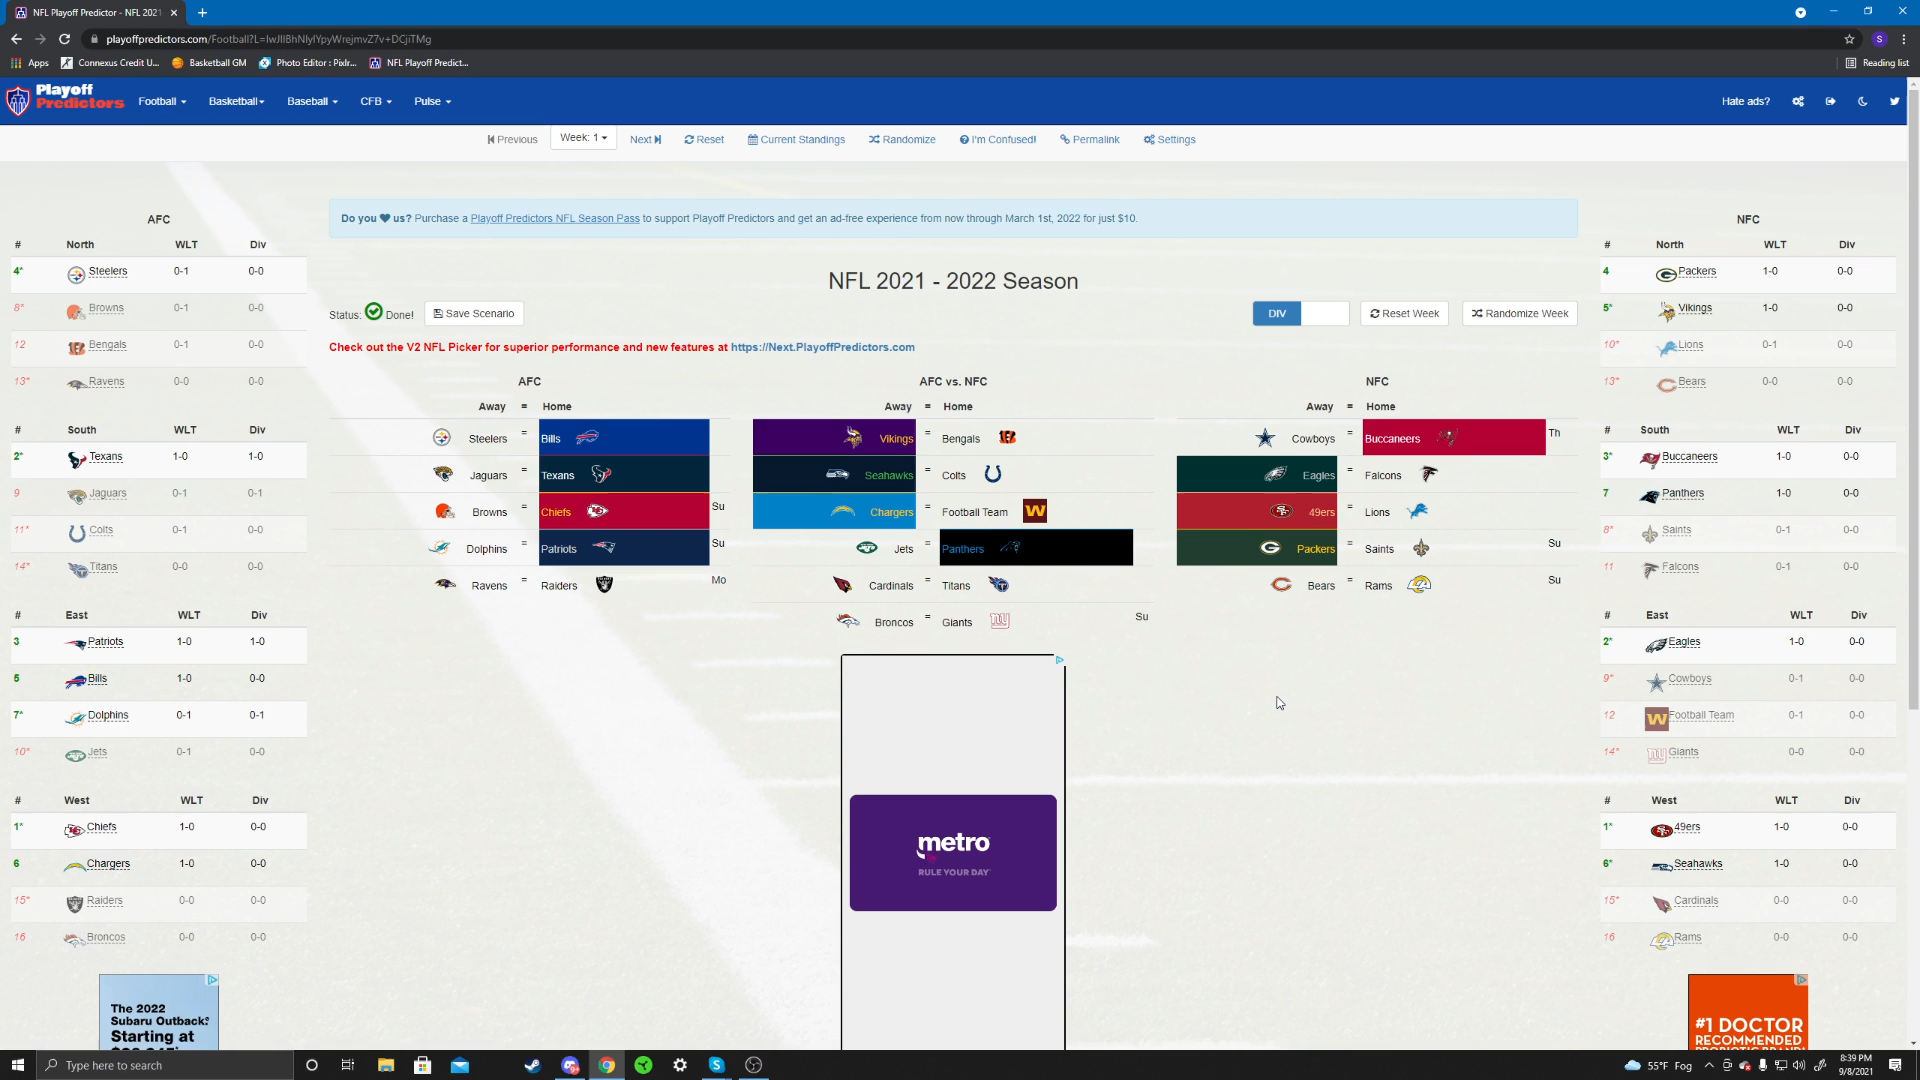 NFL Playoff Predictor - NFL 2021
playoffpredictors.com/Football?L=IwJIlBhNlyIYpyWrejmvZ7v+DCjiTMg
S
Apps Connexus Credit U... Basketball GM Photo Editor : Pixlr... NFL Playoff Predict... Reading list
Playoff Predictors Football Basketball Baseball CFB Pulse Hate ads?
Previous Week: 1 Next Reset Current Standings Randomize I'm Confused! Permalink Settings
Do you us? Purchase a Playoff Predictors NFL Season Pass to support Playoff Predictors and get an ad-free experience from now through March 1st, 2022 for just $10.
NFL 2021 - 2022 Season
Status: Done! Save Scenario DIV Reset Week Randomize Week
Check out the V2 NFL Picker for superior performance and new features at https://Next.PlayoffPredictors.com
AFC
# North WLT Div
4* Steelers 0-1 0-0
8* Browns 0-1 0-0
12 Bengals 0-1 0-0
13* Ravens 0-0 0-0
# South WLT Div
2* Texans 1-0 1-0
9 Jaguars 0-1 0-1
11* Colts 0-1 0-0
14* Titans 0-0 0-0
# East WLT Div
3 Patriots 1-0 1-0
5 Bills 1-0 0-0
7* Dolphins 0-1 0-1
10* Jets 0-1 0-0
# West WLT Div
1* Chiefs 1-0 0-0
6 Chargers 1-0 0-0
15* Raiders 0-0 0-0
16 Broncos 0-0 0-0
AFC
Away = Home
Steelers = Bills
Jaguars = Texans
Browns = Chiefs Su
Dolphins = Patriots Su
Ravens = Raiders Mo
AFC vs. NFC
Away = Home
Vikings = Bengals
Seahawks = Colts
Chargers = Football Team
Jets = Panthers
Cardinals = Titans
Broncos = Giants Su
NFC
Away = Home
Cowboys = Buccaneers Th
Eagles = Falcons
49ers = Lions
Packers = Saints Su
Bears = Rams Su
NFC
# North WLT Div
4 Packers 1-0 0-0
5* Vikings 1-0 0-0
10* Lions 0-1 0-0
13* Bears 0-0 0-0
# South WLT Div
3* Buccaneers 1-0 0-0
7 Panthers 1-0 0-0
8* Saints 0-1 0-0
11 Falcons 0-1 0-0
# East WLT Div
2* Eagles 1-0 0-0
9* Cowboys 0-1 0-0
12 Football Team 0-1 0-0
14* Giants 0-0 0-0
# West WLT Div
1* 49ers 1-0 0-0
6* Seahawks 1-0 0-0
15* Cardinals 0-0 0-0
16 Rams 0-0 0-0
metro
RULE YOUR DAY
The 2022
Subaru Outback
Starting at
#1 DOCTOR
RECOMMENDED
Type here to search
55°F Fog
8:39 PM
9/8/2021